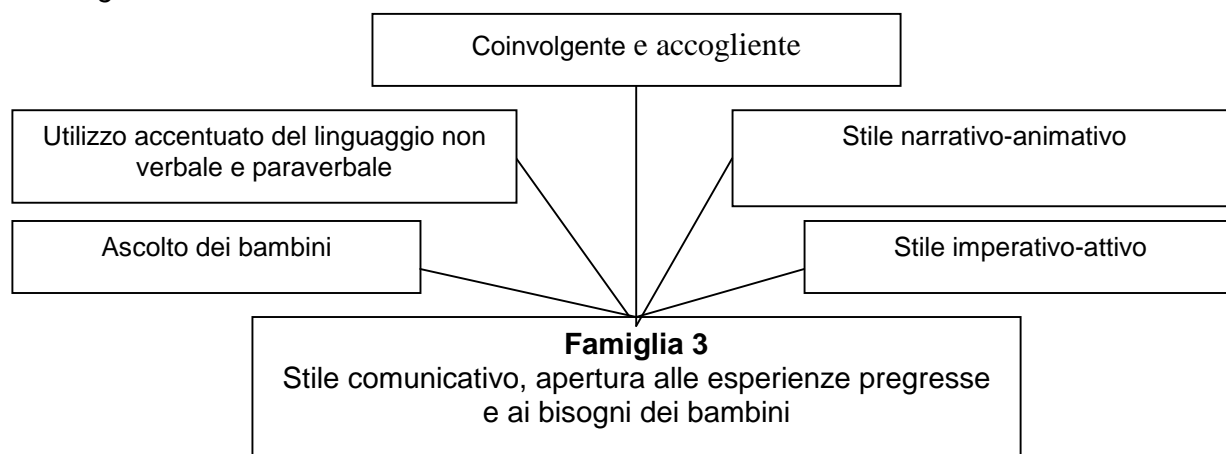 Coinvolgente e accogliente
Utilizzo accentuato del linguaggio non
verbale e paraverbale
Stile narrativo-animativo
Ascolto dei bambini
Stile imperativo-attivo
Famiglia 3
Stile comunicativo, apertura alle esperienze pregresse
e ai bisogni dei bambini